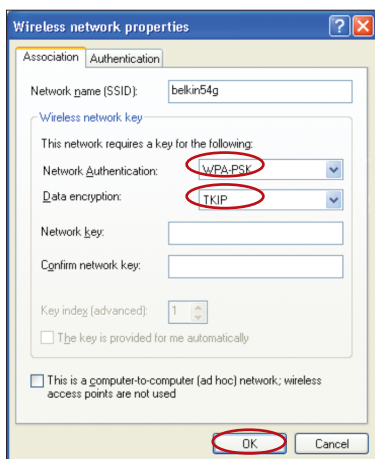 Wireless network properties
Association Authentication
Network name (SSID): belkin54g
Wireless network key
This network requires a key for the following:
Network Authentication: WPA-PSK
Data encryption: TKIP
Network key:
Confirm network key:
Key index (advanced): 1
The key is provided for me automatically
This is a computer-to-computer (ad hoc) network; wireless
access points are not used
OK Cancel